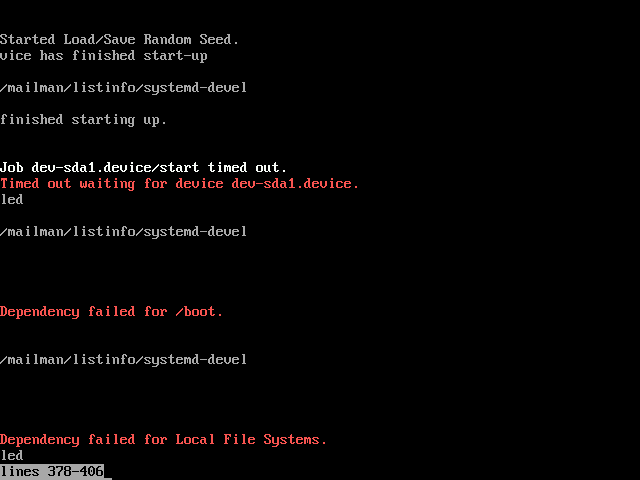 Started Load/Save Random Seed.
vice has finished start-up
/mailman/listinfo/systemd-devel
finished starting up.
Job dev-sda1.device/start timed out.
Timed out waiting for device dev-sda1.device.
led
/mailman/listinfo/systemd-devel
Dependency failed for /boot.
/mailman/listinfo/systemd-devel
Dependency failed for Local File Systems.
led
lines 378-406